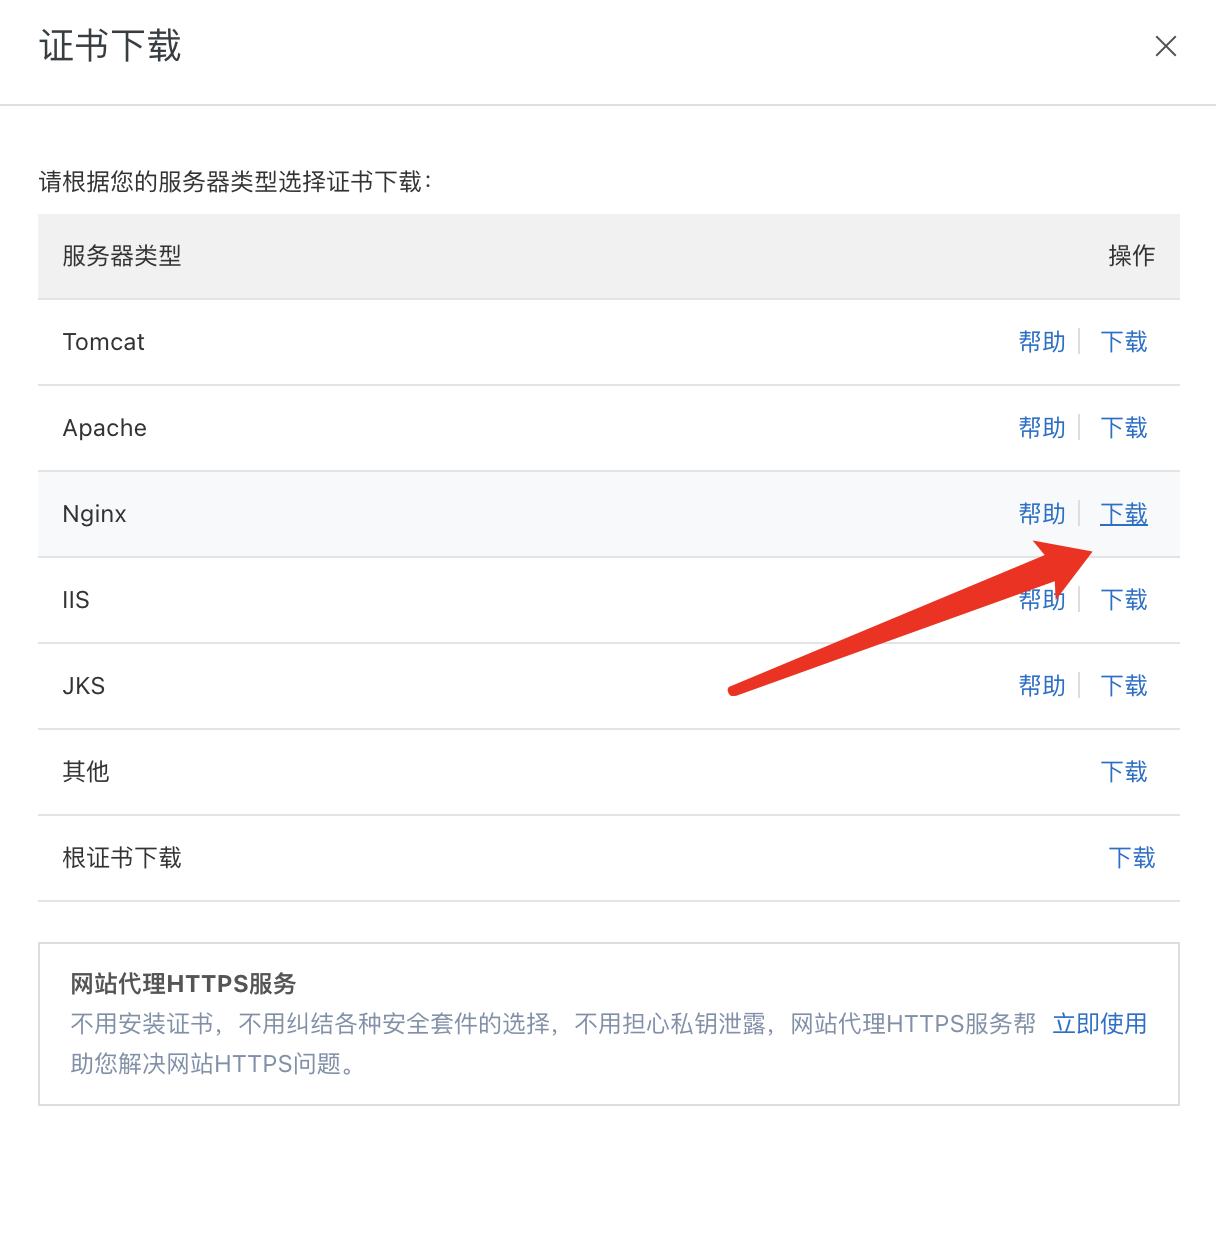 证书下载
请根据您的服务器类型选择证书下载：
服务器类型 操作
Tomcat 帮助 下载
Apache 帮助 下载
Nginx 帮助 下载
IIS 帮助 下载
JKS 帮助 下载
其他 下载
根证书下载 下载
网站代理HTTPS服务
不用安装证书，不用纠结各种安全套件的选择，不用担心私钥泄露，网站代理HTTPS服务帮 立即使用
助您解决网站HTTPS问题。